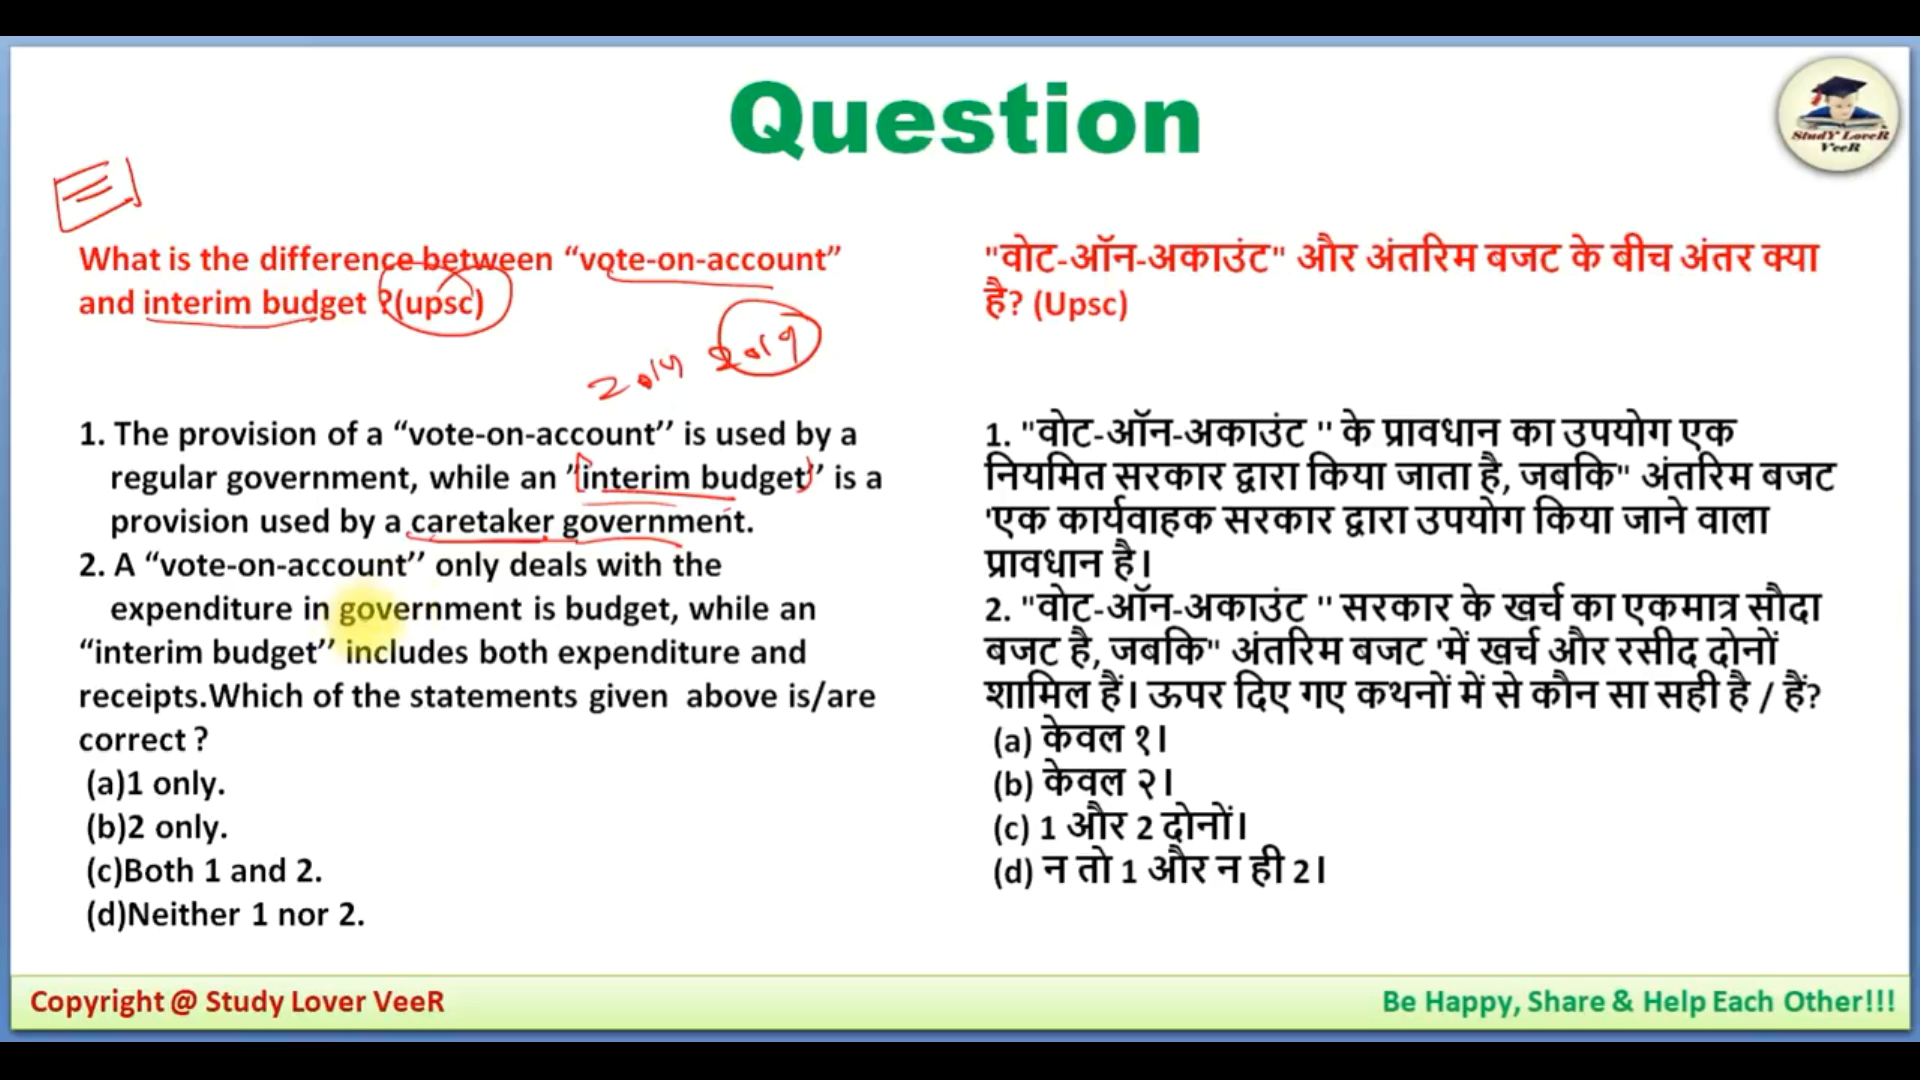 Question
StudY LoveR
VeeR
What is the difference between “vote-on-account”
and interim budget ?(upsc)
2014 2019
1. The provision of a “vote-on-account’’ is used by a
regular government, while an ’’interim budget’’ is a
provision used by a caretaker government.
2. A “vote-on-account’’ only deals with the
expenditure in government is budget, while an
“interim budget’’ includes both expenditure and
receipts.Which of the statements given above is/are
correct ?
(a)1 only.
(b)2 only.
(c)Both 1 and 2.
(d)Neither 1 nor 2.
"वोट-ऑन-अकाउंट" और अंतरिम बजट के बीच अंतर क्या
है? (Upsc)
1. "वोट-ऑन-अकाउंट '' के प्रावधान का उपयोग एक
नियमित सरकार द्वारा किया जाता है, जबकि" अंतरिम बजट
'एक कार्यवाहक सरकार द्वारा उपयोग किया जाने वाला
प्रावधान है।
2. "वोट-ऑन-अकाउंट '' सरकार के खर्च का एकमात्र सौदा
बजट है, जबकि" अंतरिम बजट 'में खर्च और रसीद दोनों
शामिल हैं। ऊपर दिए गए कथनों में से कौन सा सही है / हैं?
(a) केवल १।
(b) केवल २।
(c) 1 और 2 दोनों।
(d) न तो 1 और न ही 2।
Copyright @ Study Lover VeeR
Be Happy, Share & Help Each Other!!!